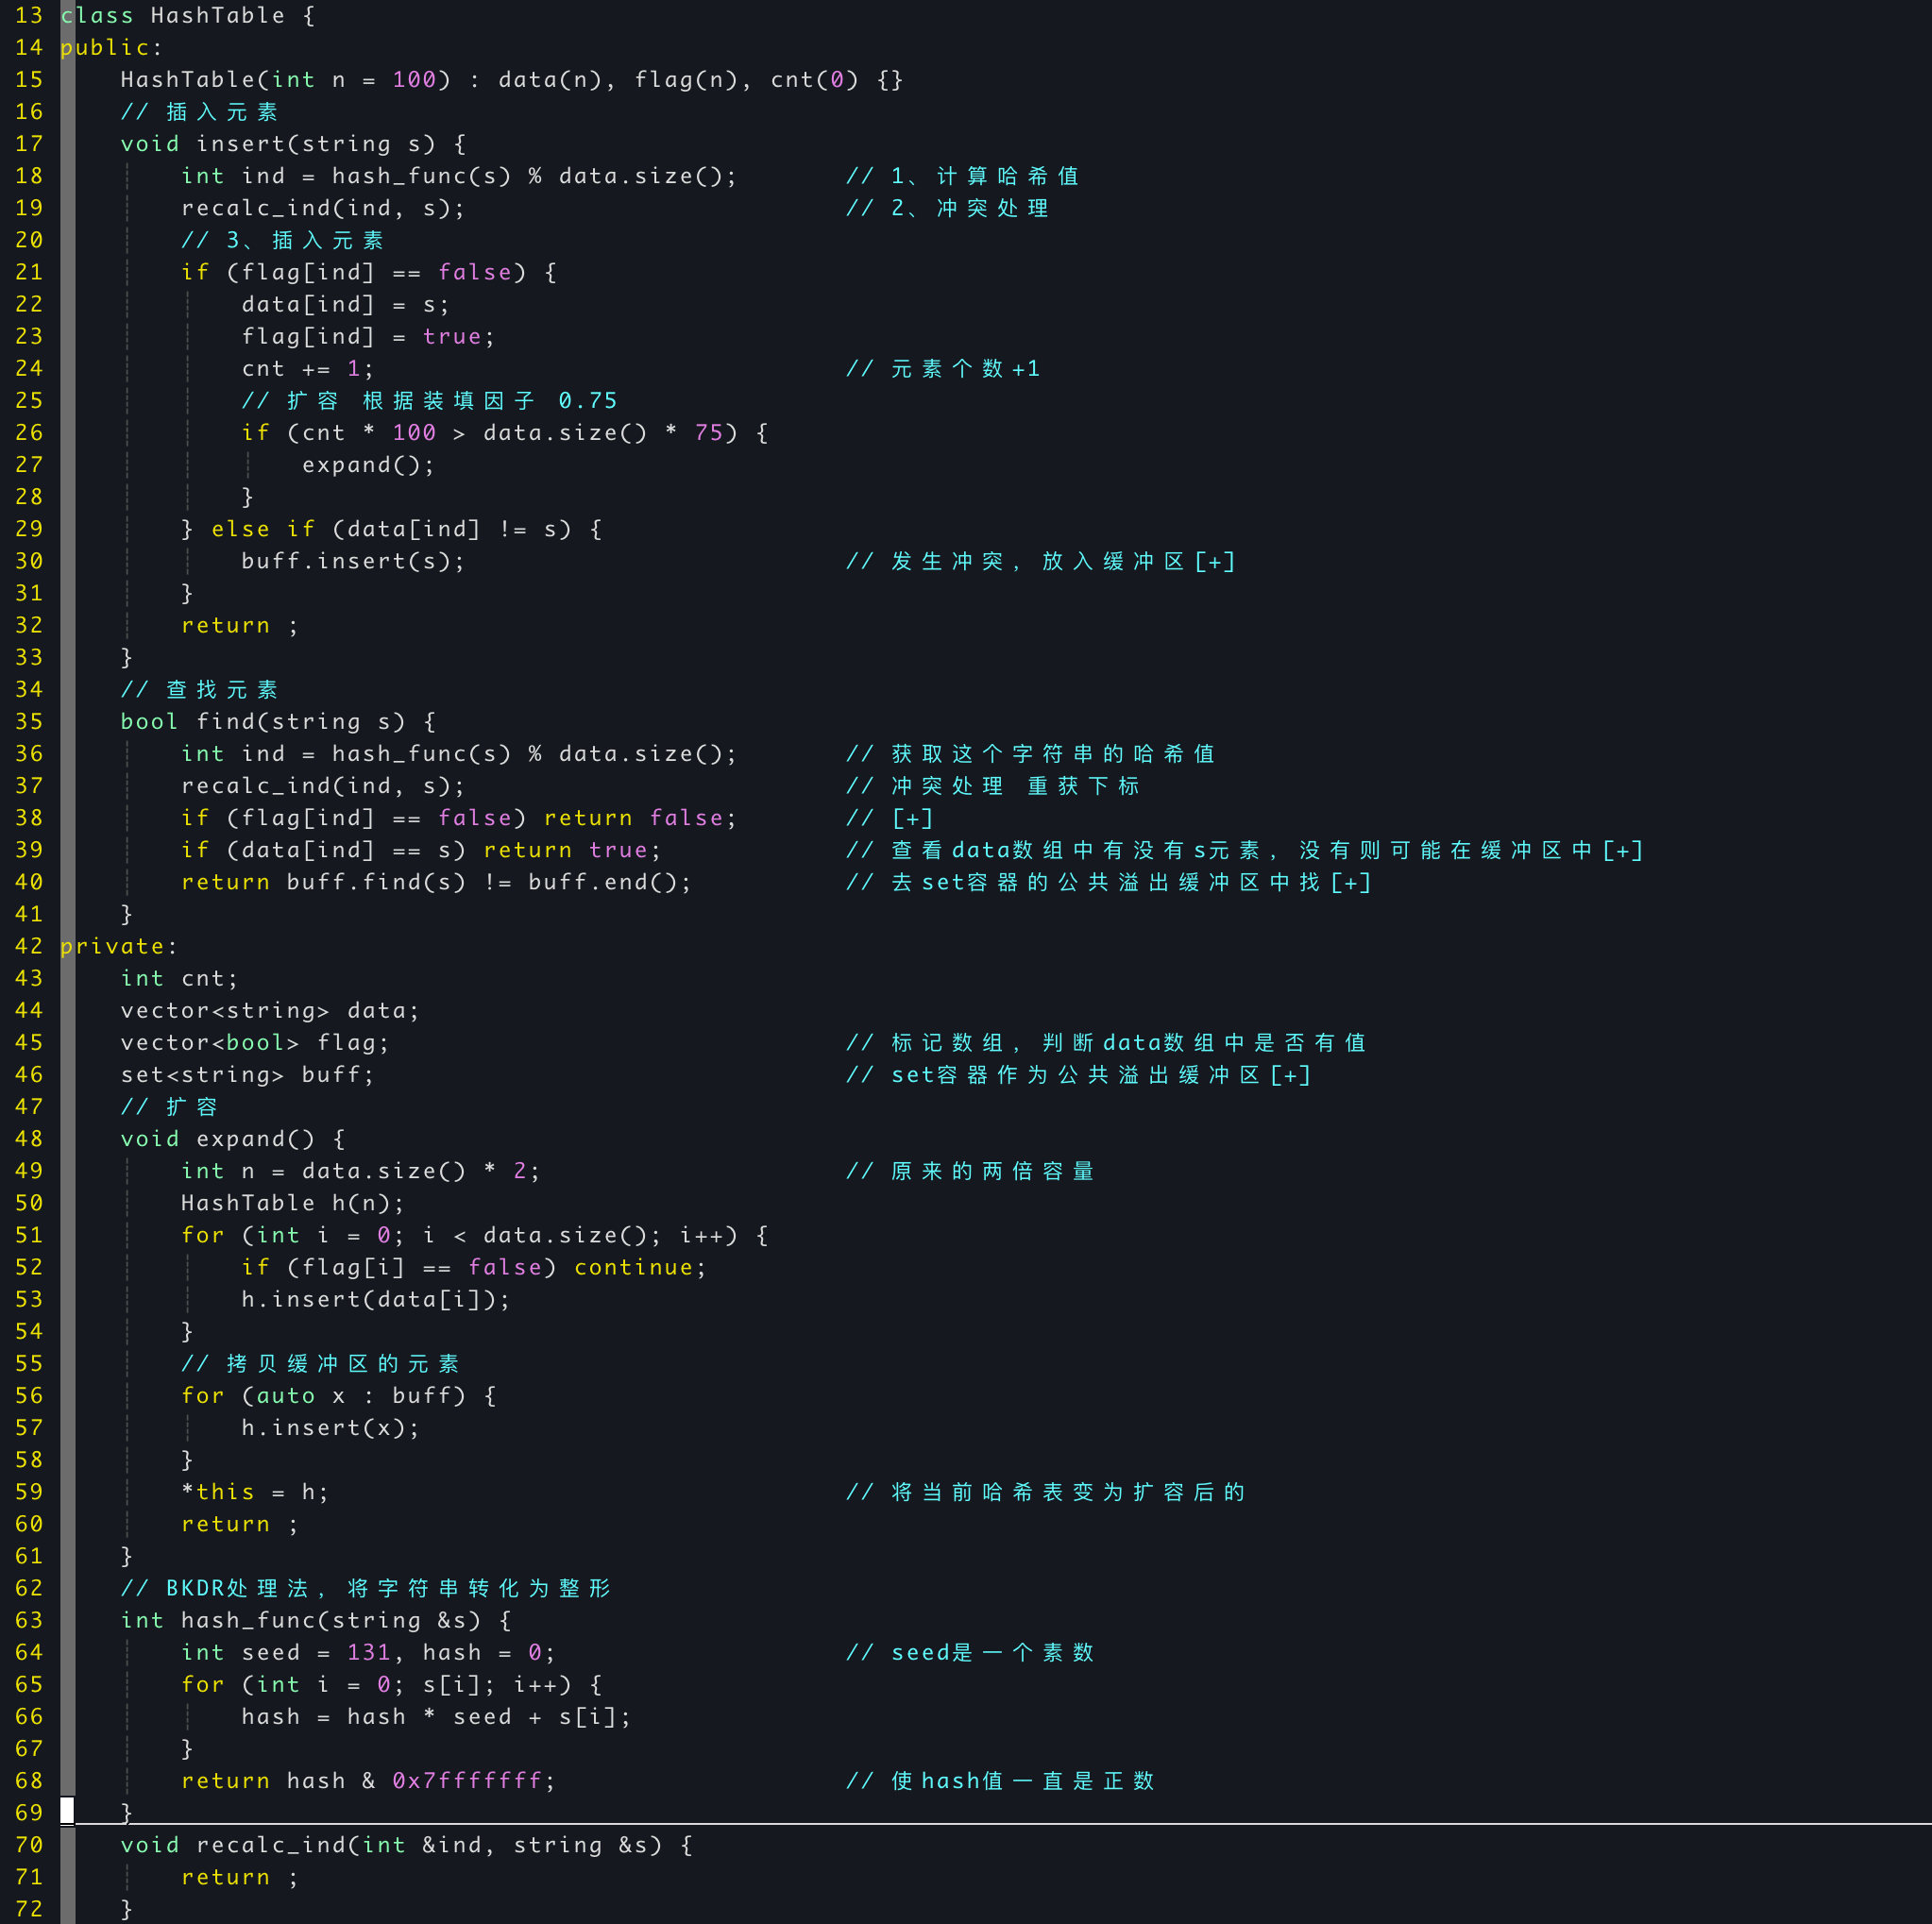 13 class HashTable {
14 public:
15     HashTable(int n = 100) : data(n), flag(n), cnt(0) {}
16     // 插入元素
17     void insert(string s) {
18         int ind = hash_func(s) % data.size();       // 1、计算哈希值
19         recalc_ind(ind, s);                         // 2、冲突处理
20         // 3、插入元素
21         if (flag[ind] == false) {
22             data[ind] = s;
23             flag[ind] = true;
24             cnt += 1;                               // 元素个数+1
25             // 扩容 根据装填因子 0.75
26             if (cnt * 100 > data.size() * 75) {
27                 expand();
28             }
29         } else if (data[ind] != s) {
30             buff.insert(s);                         // 发生冲突，放入缓冲区[+]
31         }
32         return ;
33     }
34     // 查找元素
35     bool find(string s) {
36         int ind = hash_func(s) % data.size();       // 获取这个字符串的哈希值
37         recalc_ind(ind, s);                         // 冲突处理 重获下标
38         if (flag[ind] == false) return false;       // [+]
39         if (data[ind] == s) return true;            // 查看data数组中有没有s元素，没有则可能在缓冲区中[+]
40         return buff.find(s) != buff.end();          // 去set容器的公共溢出缓冲区中找[+]
41     }
42 private:
43     int cnt;
44     vector<string> data;
45     vector<bool> flag;                              // 标记数组，判断data数组中是否有值
46     set<string> buff;                               // set容器作为公共溢出缓冲区[+]
47     // 扩容
48     void expand() {
49         int n = data.size() * 2;                    // 原来的两倍容量
50         HashTable h(n);
51         for (int i = 0; i < data.size(); i++) {
52             if (flag[i] == false) continue;
53             h.insert(data[i]);
54         }
55         // 拷贝缓冲区的元素
56         for (auto x : buff) {
57             h.insert(x);
58         }
59         *this = h;                                  // 将当前哈希表变为扩容后的
60         return ;
61     }
62     // BKDR处理法，将字符串转化为整形
63     int hash_func(string &s) {
64         int seed = 131, hash = 0;                   // seed是一个素数
65         for (int i = 0; s[i]; i++) {
66             hash = hash * seed + s[i];
67         }
68         return hash & 0x7fffffff;                   // 使hash值一直是正数
69     }
70     void recalc_ind(int &ind, string &s) {
71         return ;
72     }